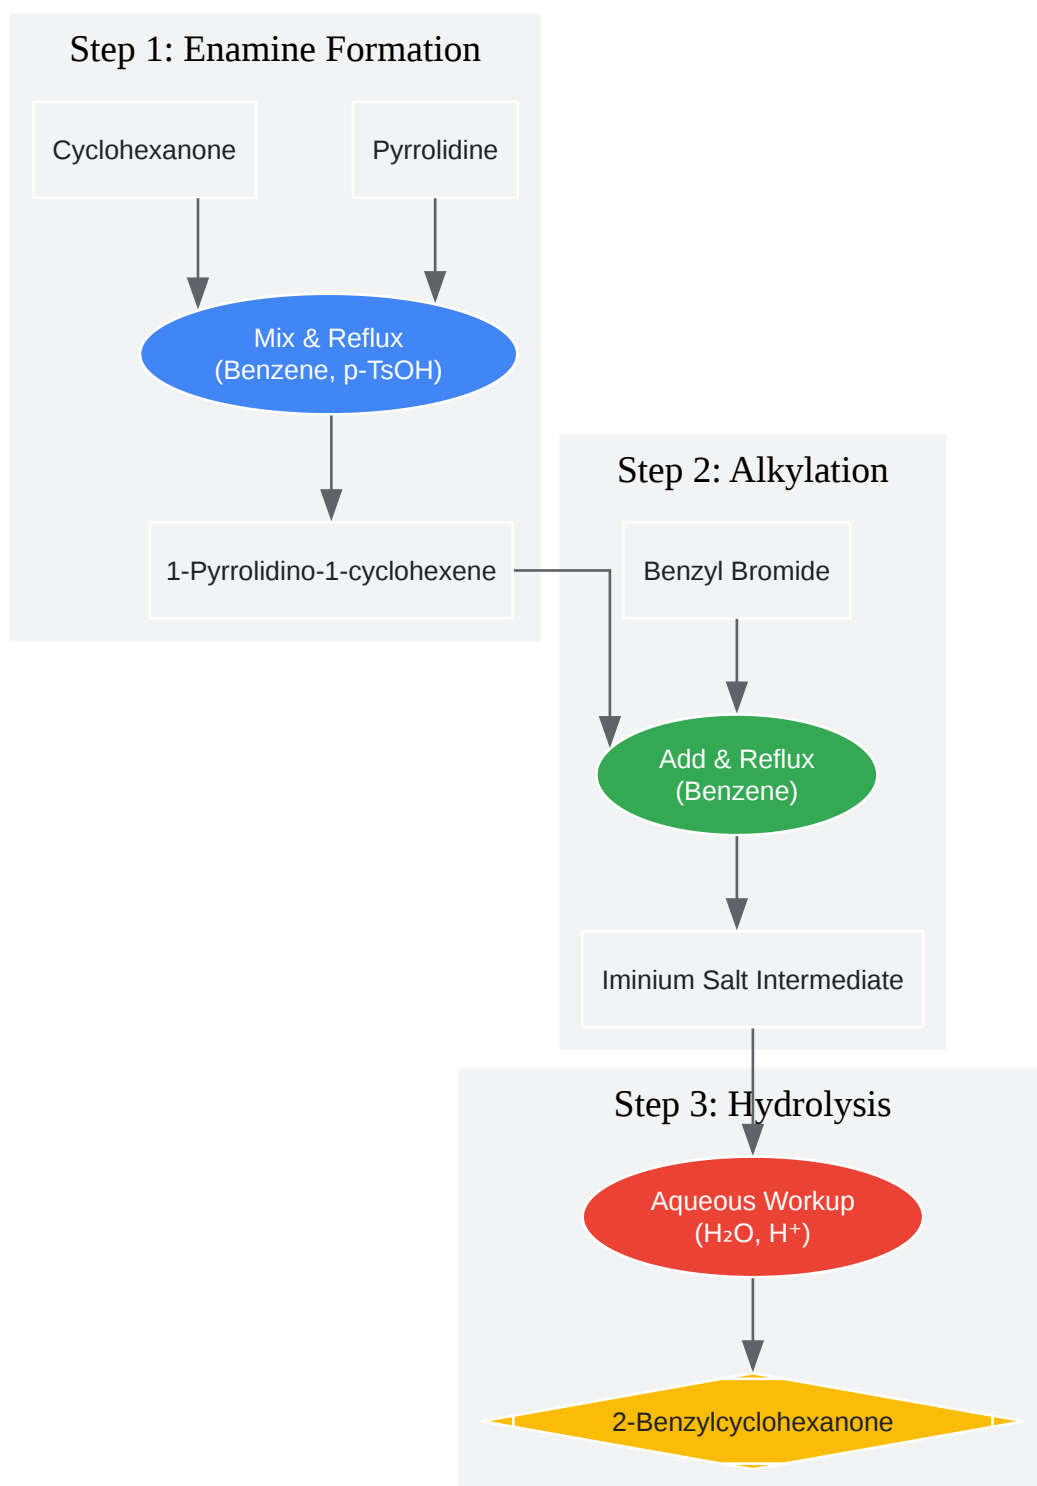 Step 1: Enamine Formation
Cyclohexanone
Pyrrolidine
Mix & Reflux
(Benzene, p-TsOH)
1-Pyrrolidino-1-cyclohexene
Step 2: Alkylation
Benzyl Bromide
Add & Reflux
(Benzene)
Iminium Salt Intermediate
Step 3: Hydrolysis
Aqueous Workup
(H₂O, H⁺)
2-Benzylcyclohexanone